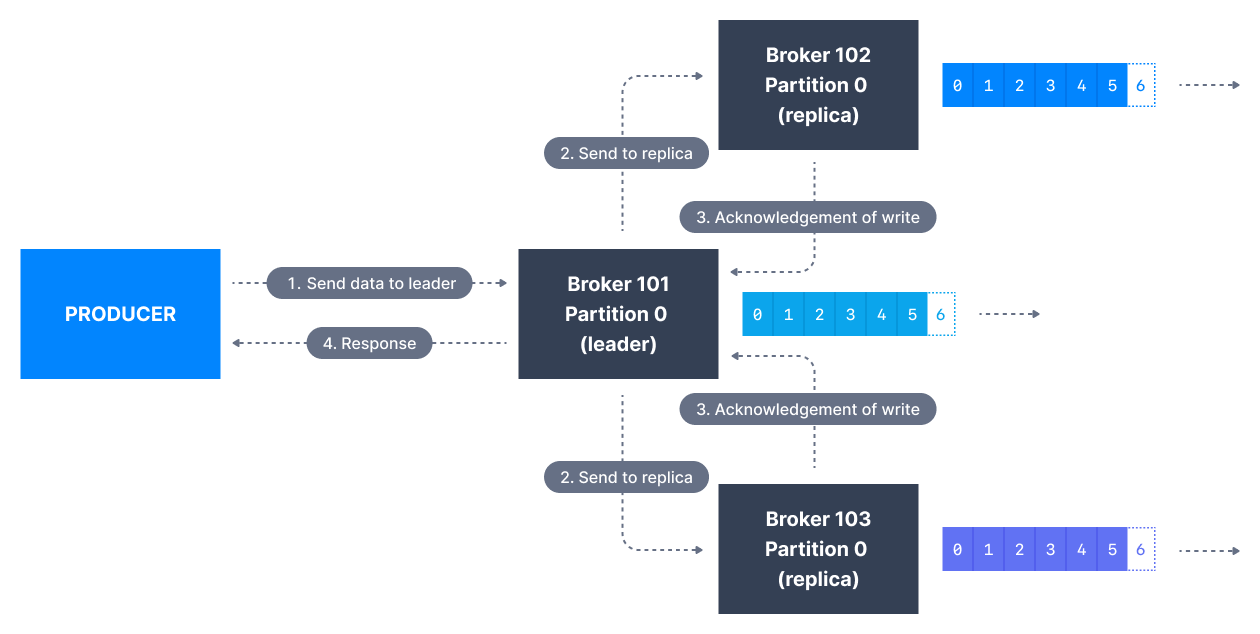 Broker 102
Partition 0
(replica)
0 1 2 3 4 5 6
2. Send to replica
3. Acknowledgement of write
PRODUCER
1. Send data to leader
4. Response
Broker 101
Partition 0
(leader)
0 1 2 3 4 5 6
3. Acknowledgement of write
2. Send to replica
Broker 103
Partition 0
(replica)
0 1 2 3 4 5 6